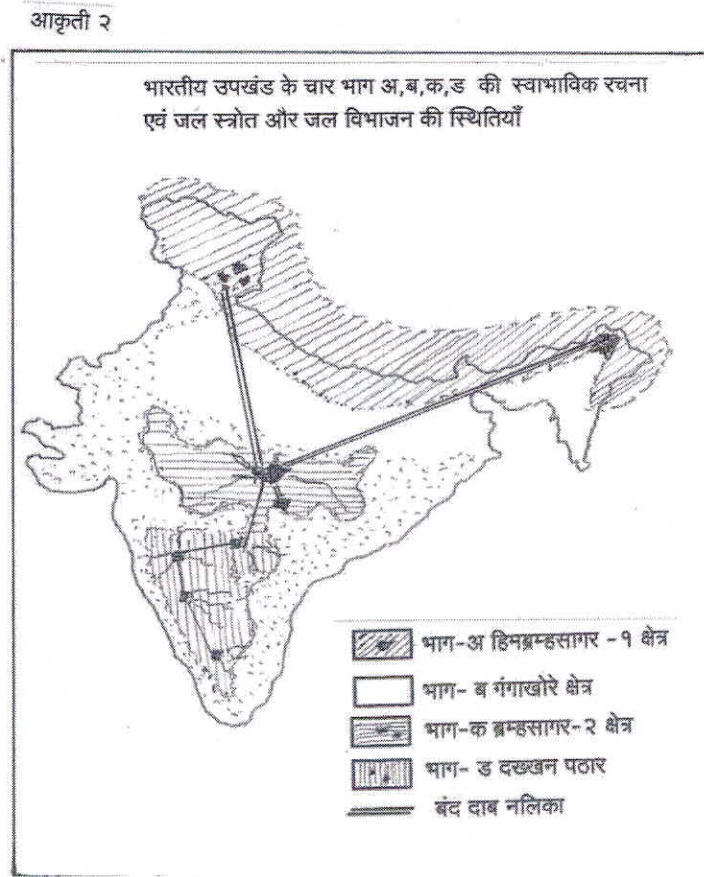 आकृती २
भारतीय उपखंड के चार भाग अ,ब,क,ड की स्वाभाविक रचना
एवं जल स्त्रोत और जल विभाजन की स्थितियाँ
भाग-अ हिमब्रम्हसागर -१ क्षेत्र
भाग- ब गंगाखोरे क्षेत्र
भाग-क ब्रम्हसागर-२ क्षेत्र
भाग- ड दख्खन पठार
बंद दाब नलिका